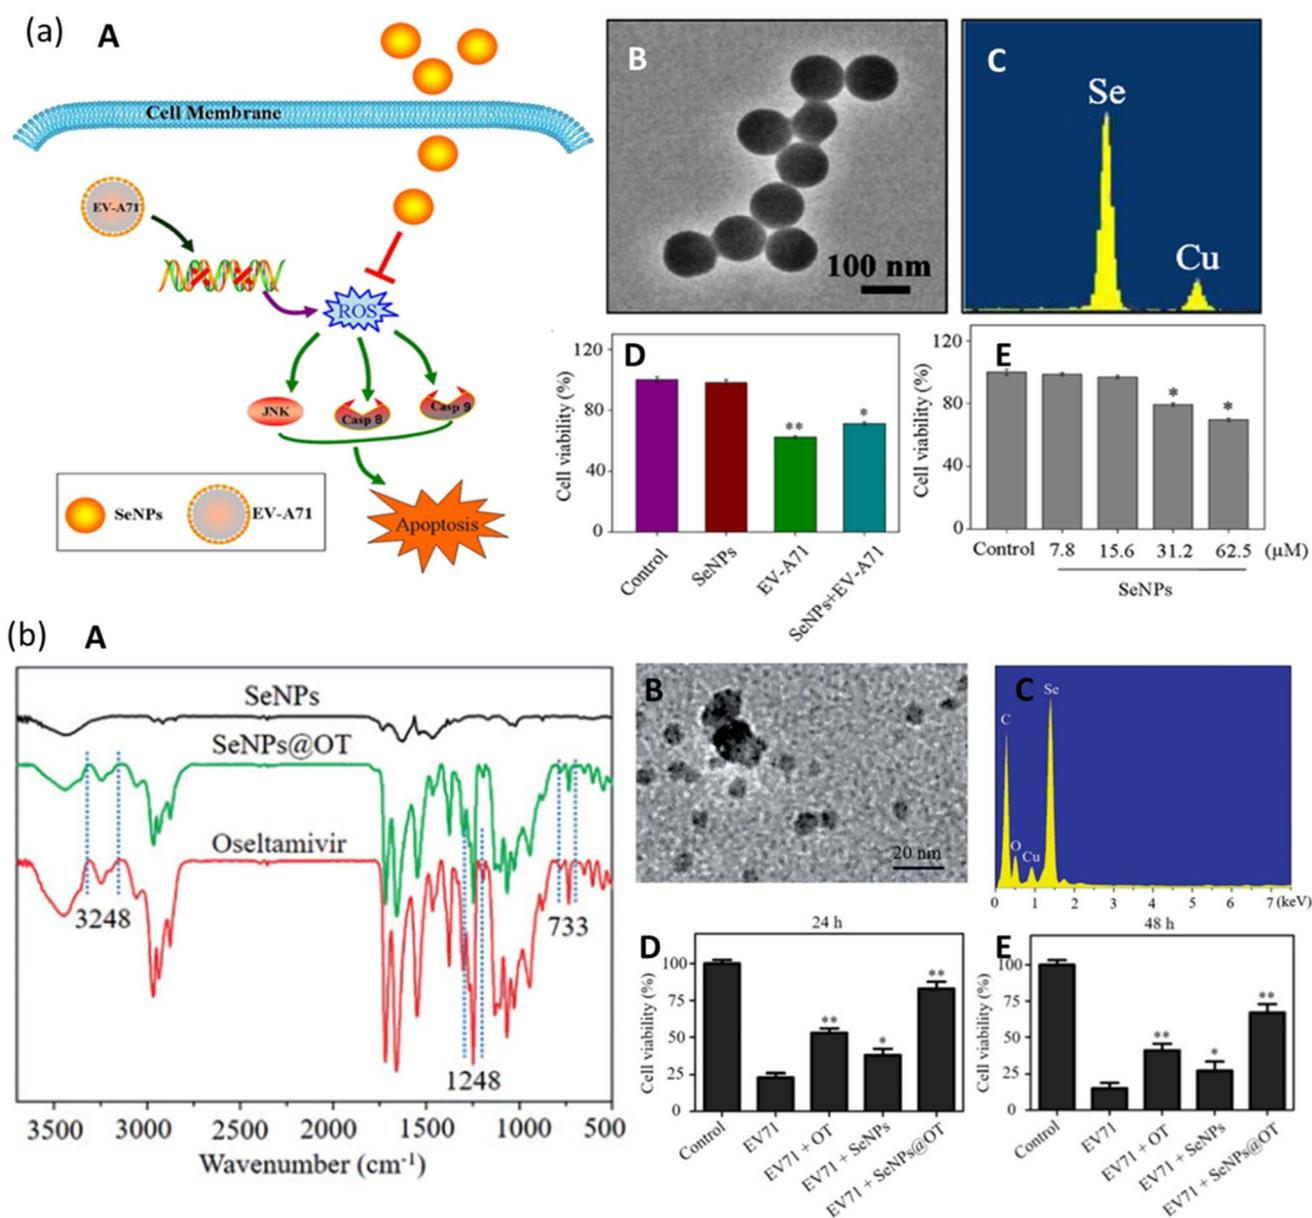 (a) A
Cell Membrane
EV-A71
ROS
JNK
Casp 8
Casp 9
Apoptosis
SeNPs
EV-A71
B
100 nm
C
Se
Cu
D
Cell viability (%)
120
80
40
0
**
*
Control
SeNPs
EV-A71
SeNPs+EV-A71
E
Cell viability (%)
120
80
40
0
*
*
Control 7.8 15.6 31.2 62.5 (µM)
SeNPs
(b) A
SeNPs
SeNPs@OT
Oseltamivir
3248
1248
733
3500 3000 2500 2000 1500 1000 500
Wavenumber (cm⁻¹)
B
20 nm
C
C
O
Cu
Se
0 1 2 3 4 5 6 7 (keV)
24 h
D
Cell viability (%)
100
75
50
25
0
**
*
**
Control
EV71
EV71 + OT
EV71 + SeNPs
EV71 + SeNPs@OT
48 h
E
Cell viability (%)
100
75
50
25
0
**
*
**
Control
EV71
EV71 + OT
EV71 + SeNPs
EV71 + SeNPs@OT